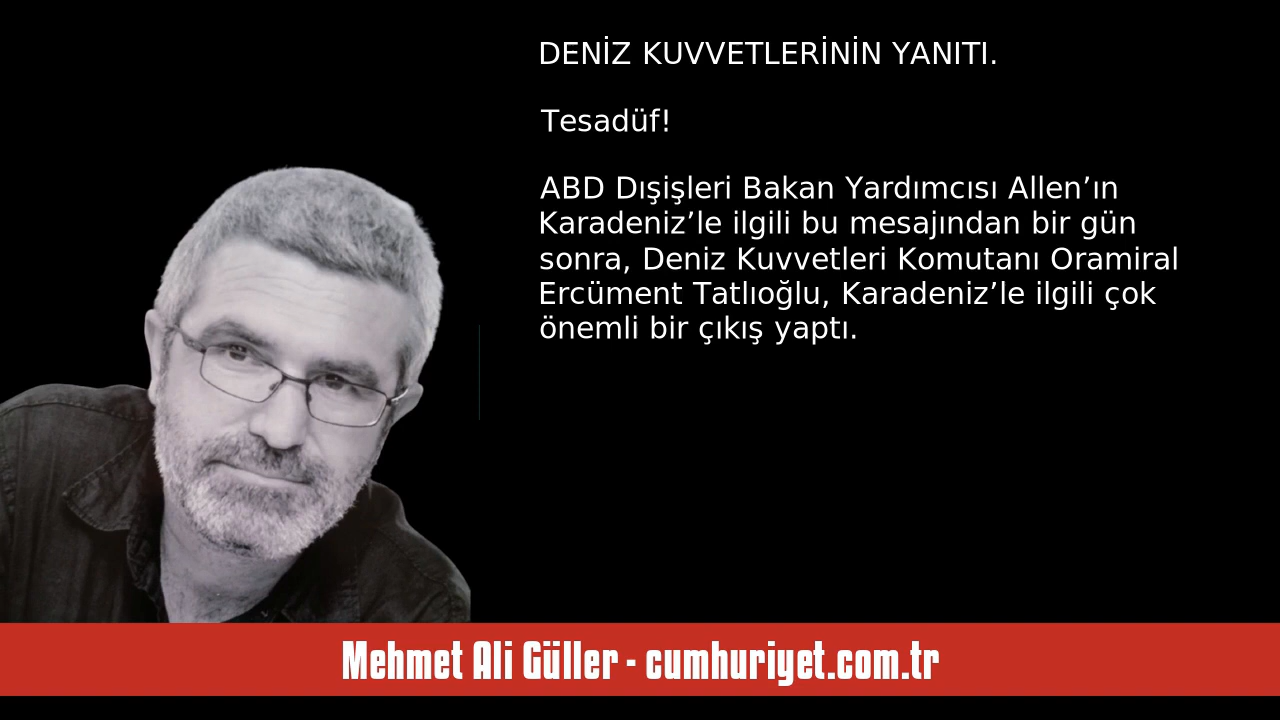 DENİZ KUVVETLERİNİN YANITI.
Tesadüf!
ABD Dışişleri Bakan Yardımcısı Allen’ın
Karadeniz’le ilgili bu mesajından bir gün
sonra, Deniz Kuvvetleri Komutanı Oramiral
Ercüment Tatlıoğlu, Karadeniz’le ilgili çok
önemli bir çıkış yaptı.
Mehmet Ali Güller - cumhuriyet.com.tr